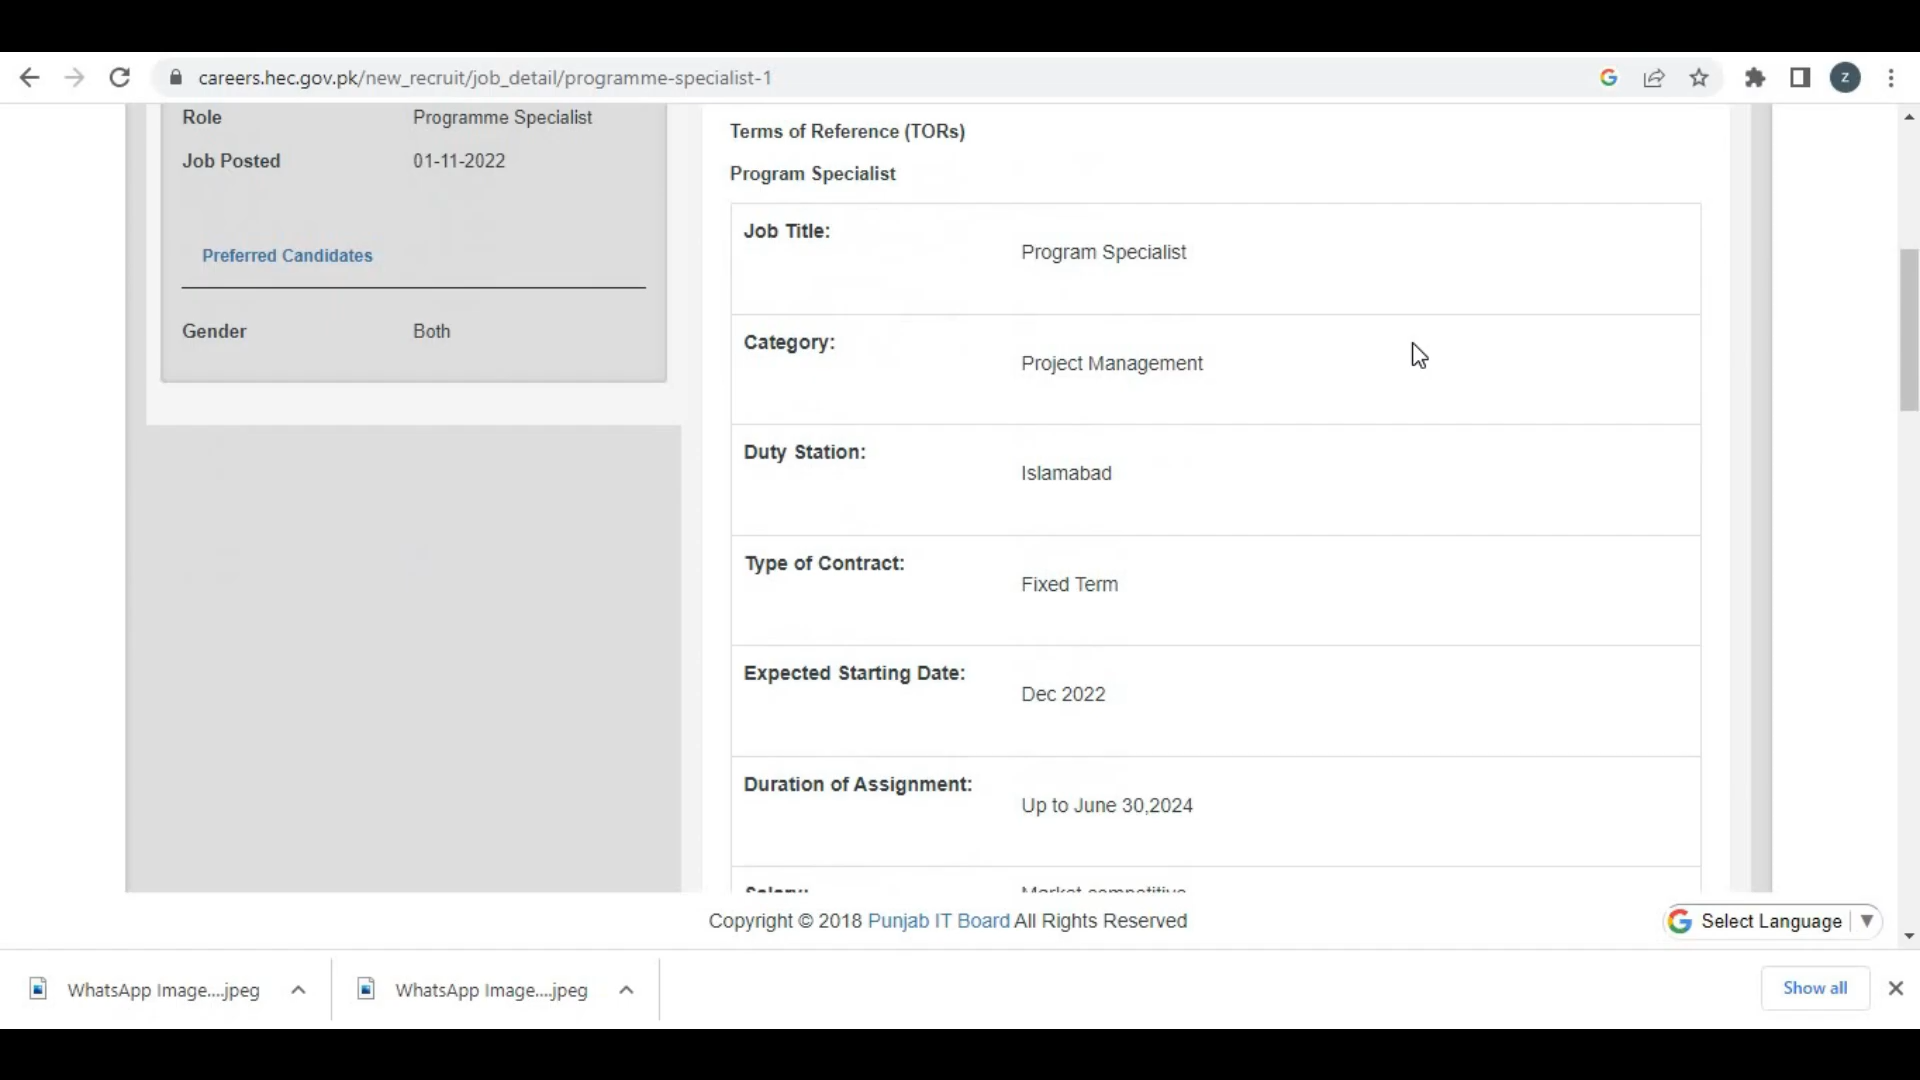 careers.hec.gov.pk/new_recruit/job_detail/programme-specialist-1
Z
Role Programme Specialist
Job Posted 01-11-2022
Preferred Candidates
Gender Both
Terms of Reference (TORs)
Program Specialist
Job Title: Program Specialist
Category: Project Management
Duty Station: Islamabad
Type of Contract: Fixed Term
Expected Starting Date: Dec 2022
Duration of Assignment: Up to June 30,2024
Salary: Market competitive
Copyright © 2018 Punjab IT Board All Rights Reserved
Select Language
WhatsApp Image....jpeg
WhatsApp Image....jpeg
Show all